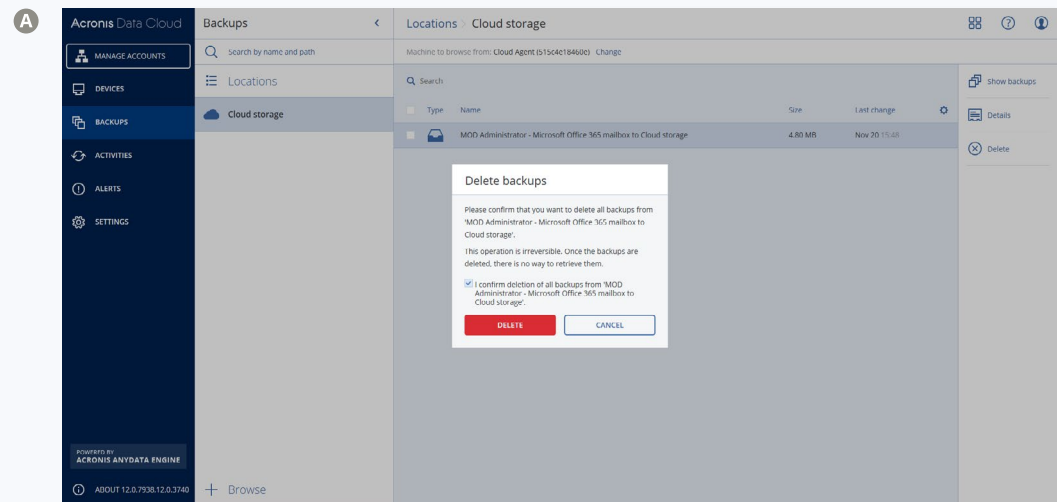 A
Acronis Data Cloud
MANAGE ACCOUNTS
DEVICES
BACKUPS
ACTIVITIES
ALERTS
SETTINGS
POWERED BY
ACRONIS ANYDATA ENGINE
ABOUT 12.0.7938.12.0.3740
Backups
Search by name and path
Locations
Cloud storage
Browse
Locations > Cloud storage
Machine to browse from: Cloud Agent (515c4e18460e) Change
Search
Type Name Size Last change
MOD Administrator - Microsoft Office 365 mailbox to Cloud storage 4.80 MB Nov 20 15:48
Show backups
Details
Delete
Delete backups
Please confirm that you want to delete all backups from
'MOD Administrator - Microsoft Office 365 mailbox to
Cloud storage'.
This operation is irreversible. Once the backups are
deleted, there is no way to retrieve them.
I confirm deletion of all backups from 'MOD
Administrator - Microsoft Office 365 mailbox to
Cloud storage'.
DELETE
CANCEL